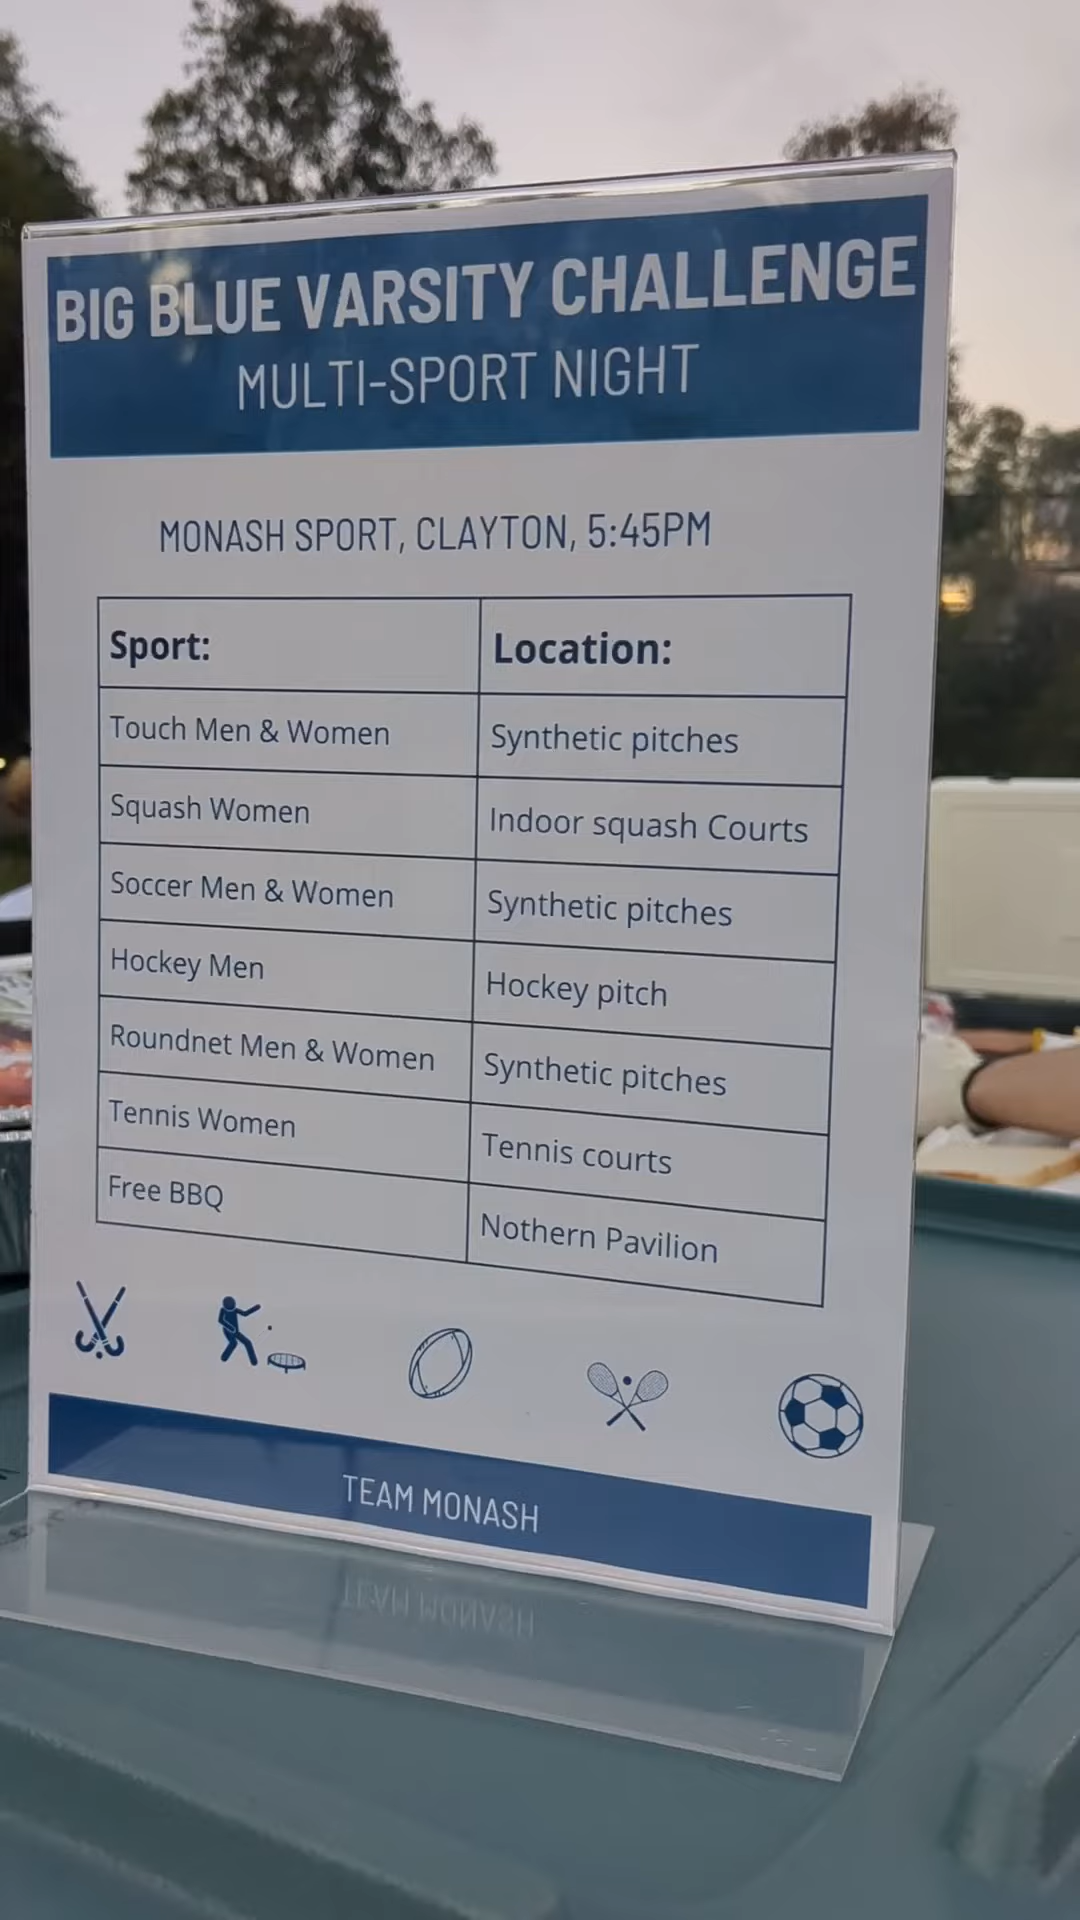 BIG BLUE VARSITY CHALLENGE
MULTI-SPORT NIGHT
MONASH SPORT, CLAYTON, 5:45PM
Sport: Location:
Touch Men & Women Synthetic pitches
Squash Women Indoor squash Courts
Soccer Men & Women Synthetic pitches
Hockey Men Hockey pitch
Roundnet Men & Women Synthetic pitches
Tennis Women Tennis courts
Free BBQ Nothern Pavilion
TEAM MONASH